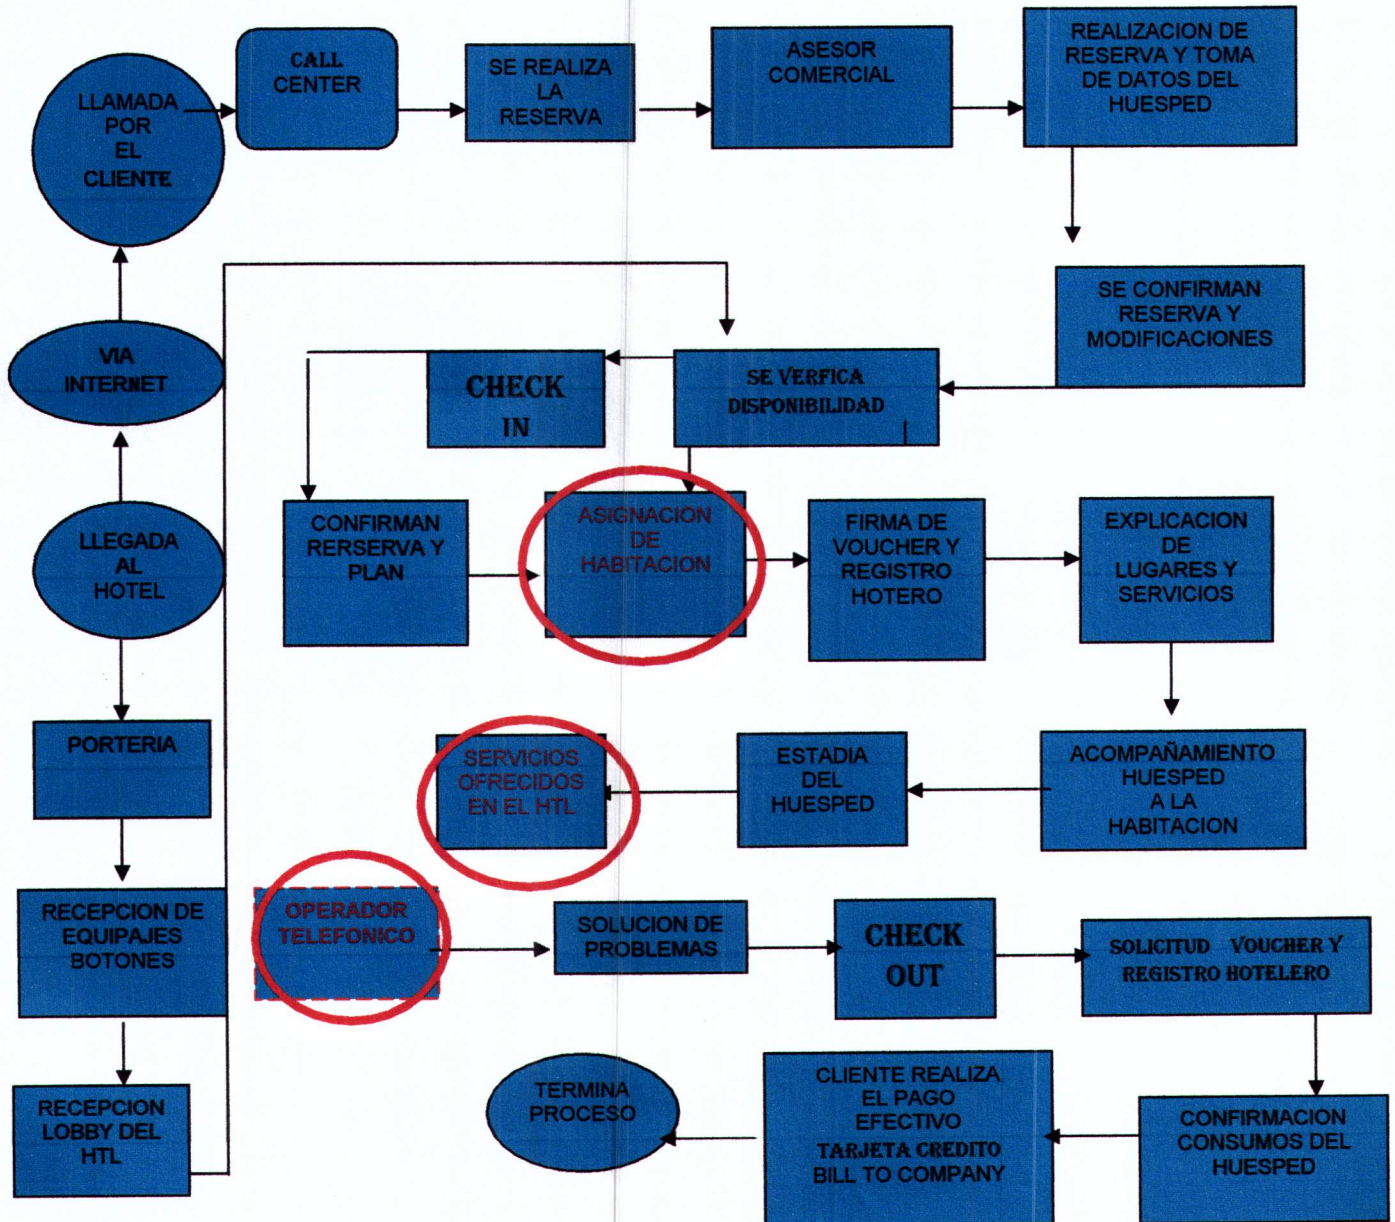 LLAMADA
POR
EL
CLIENTE
CALL
CENTER
SE REALIZA
LA
RESERVA
ASESOR
COMERCIAL
REALIZACION DE
RESERVA Y TOMA
DE DATOS DEL
HUESPED
VIA
INTERNET
CHECK
IN
SE VERFICA
DISPONIBILIDAD
SE CONFIRMAN
RESERVA Y
MODIFICACIONES
LLEGADA
AL
HOTEL
CONFIRMAN
RERSERVA Y
PLAN
ASIGNACION
DE
HABITACION
FIRMA DE
VOUCHER Y
REGISTRO
HOTERO
EXPLICACION
DE
LUGARES Y
SERVICIOS
PORTERIA
SERVICIOS
OFRECIDOS
EN EL HTL
ESTADIA
DEL
HUESPED
ACOMPAÑAMIENTO
HUESPED
A LA
HABITACION
RECEPCION DE
EQUIPAJES
BOTONES
OPERADOR
TELEFONICO
SOLUCION DE
PROBLEMAS
CHECK
OUT
SOLICITUD VOUCHER Y
REGISTRO HOTELERO
RECEPCION
LOBBY DEL
HTL
TERMINA
PROCESO
CLIENTE REALIZA
EL PAGO
EFECTIVO
TARJETA CREDITO
BILL TO COMPANY
CONFIRMACION
CONSUMOS DEL
HUESPED